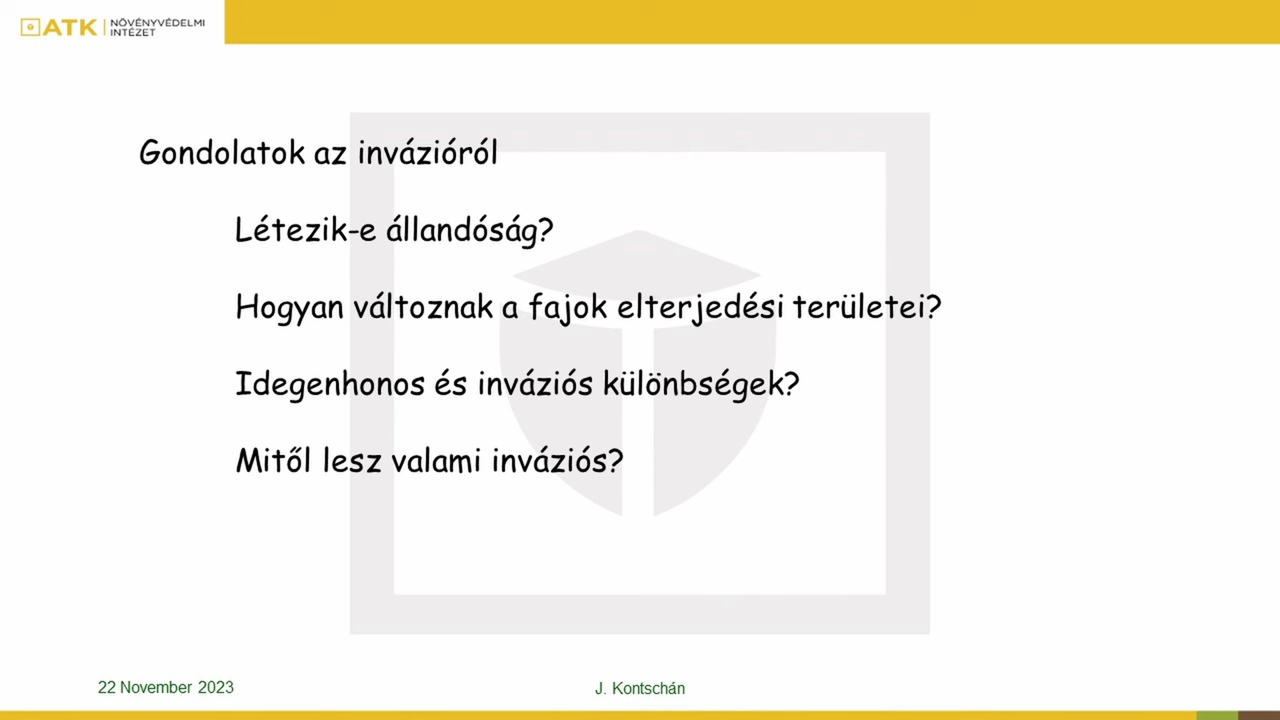 ATK NÖVÉNYVÉDELMI INTÉZET
Gondolatok az invázióról
Létezik-e állandóság?
Hogyan változnak a fajok elterjedési területei?
Idegenhonos és inváziós különbségek?
Mitől lesz valami inváziós?
22 November 2023
J. Kontschán